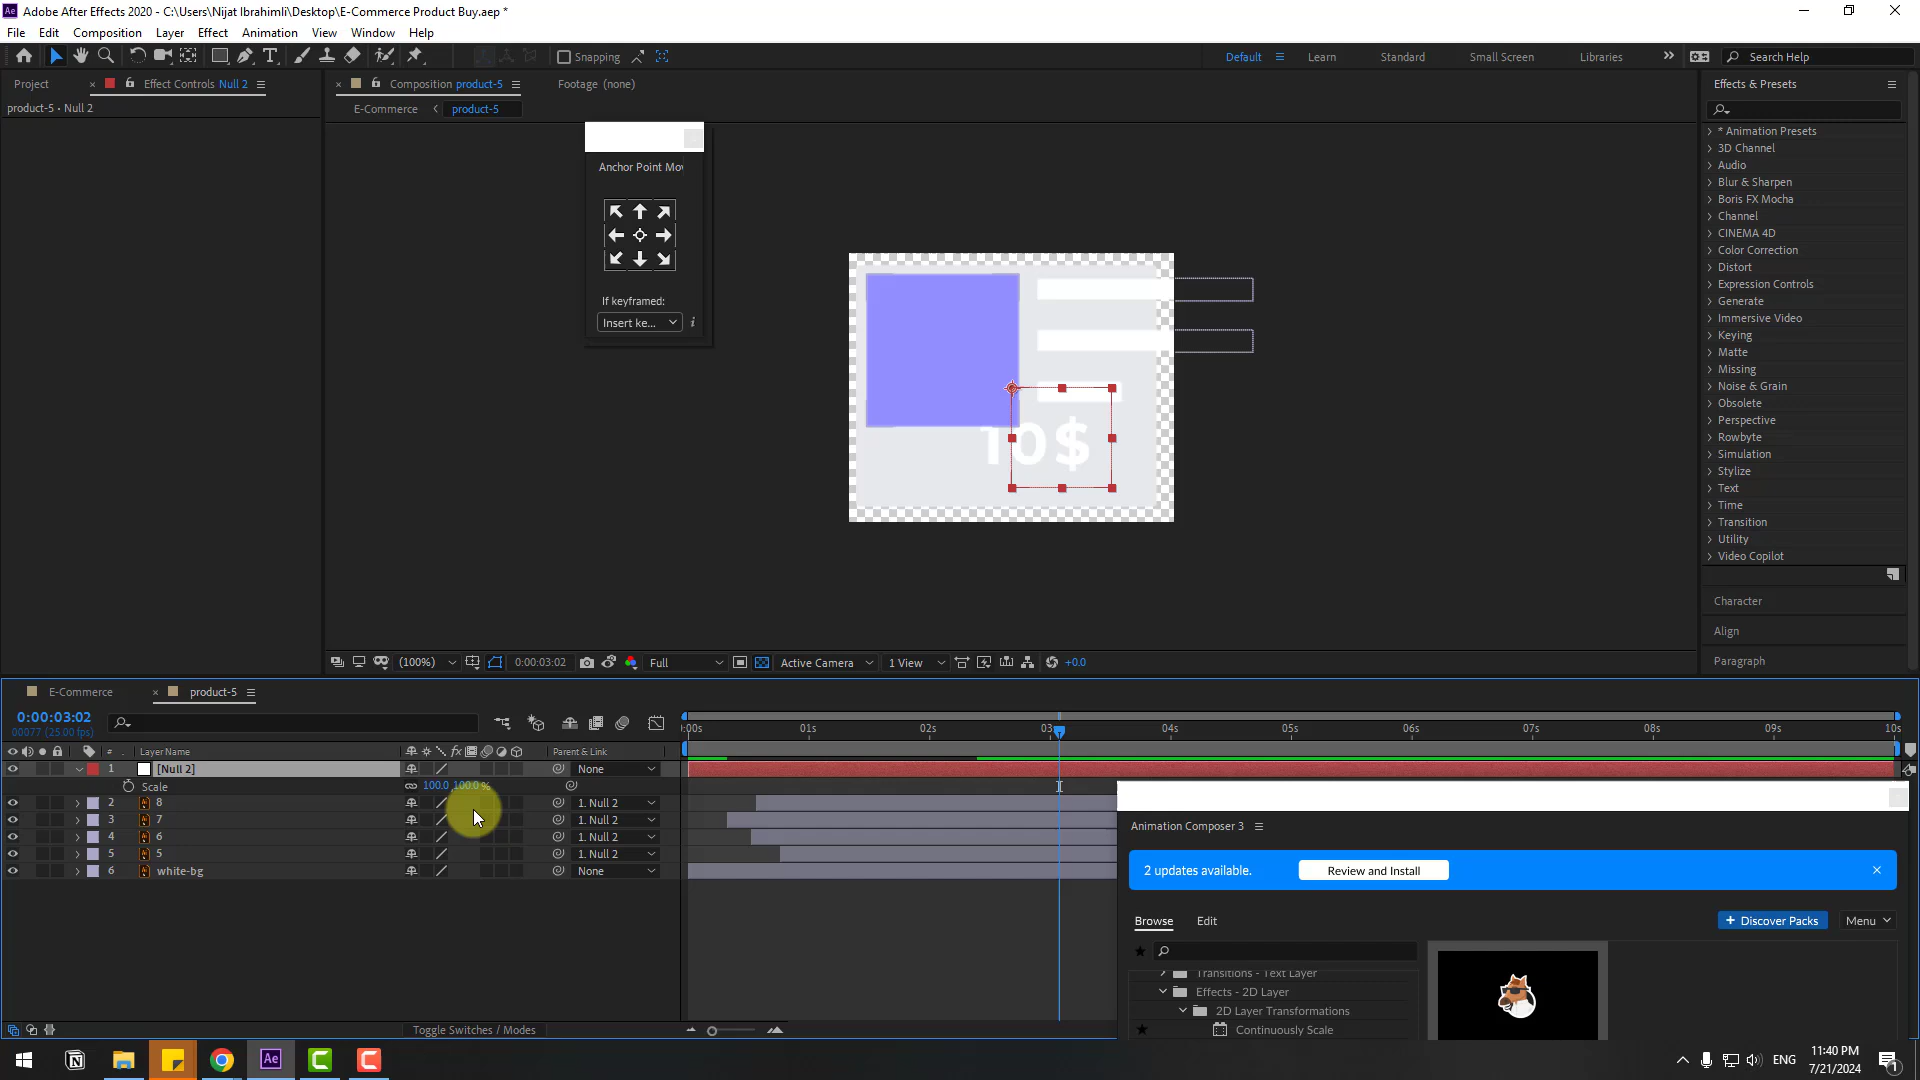 Adobe After Effects 2020 - C:\Users\Nijat Ibrahimli\Desktop\E-Commerce Product Buy.aep *
File Edit Composition Layer Effect Animation View Window Help
Snapping
Default Learn Standard Small Screen Libraries Search Help
Project Effect Controls Null 2 Composition product-5 Footage (none)
product-5 • Null 2
E-Commerce product-5
Anchor Point Mov
If keyframed:
Insert ke...
10$
Effects & Presets
* Animation Presets
3D Channel
Audio
Blur & Sharpen
Boris FX Mocha
Channel
CINEMA 4D
Color Correction
Distort
Expression Controls
Generate
Immersive Video
Keying
Matte
Missing
Noise & Grain
Obsolete
Perspective
Rowbyte
Simulation
Stylize
Text
Time
Transition
Utility
Video Copilot
Character
Align
Paragraph
(100%) 0:00:03:02 Full Active Camera 1 View +0.0
E-Commerce product-5
0:00:03:02
00077 (25.00 fps)
:00s 01s 02s 03 04s 05s 06s 07s 08s 09s 10s
# Layer Name fx Parent & Link
1 [Null 2] None
Scale 100.0,100.0%
2 8 1. Null 2
3 7 1. Null 2
4 6 1. Null 2
5 5 1. Null 2
6 white-bg None
Toggle Switches / Modes
Animation Composer 3
2 updates available. Review and Install
Browse Edit + Discover Packs Menu
Transitions - Text Layer
Effects - 2D Layer
2D Layer Transformations
Continuously Scale
ENG
11:40 PM
7/21/2024
1